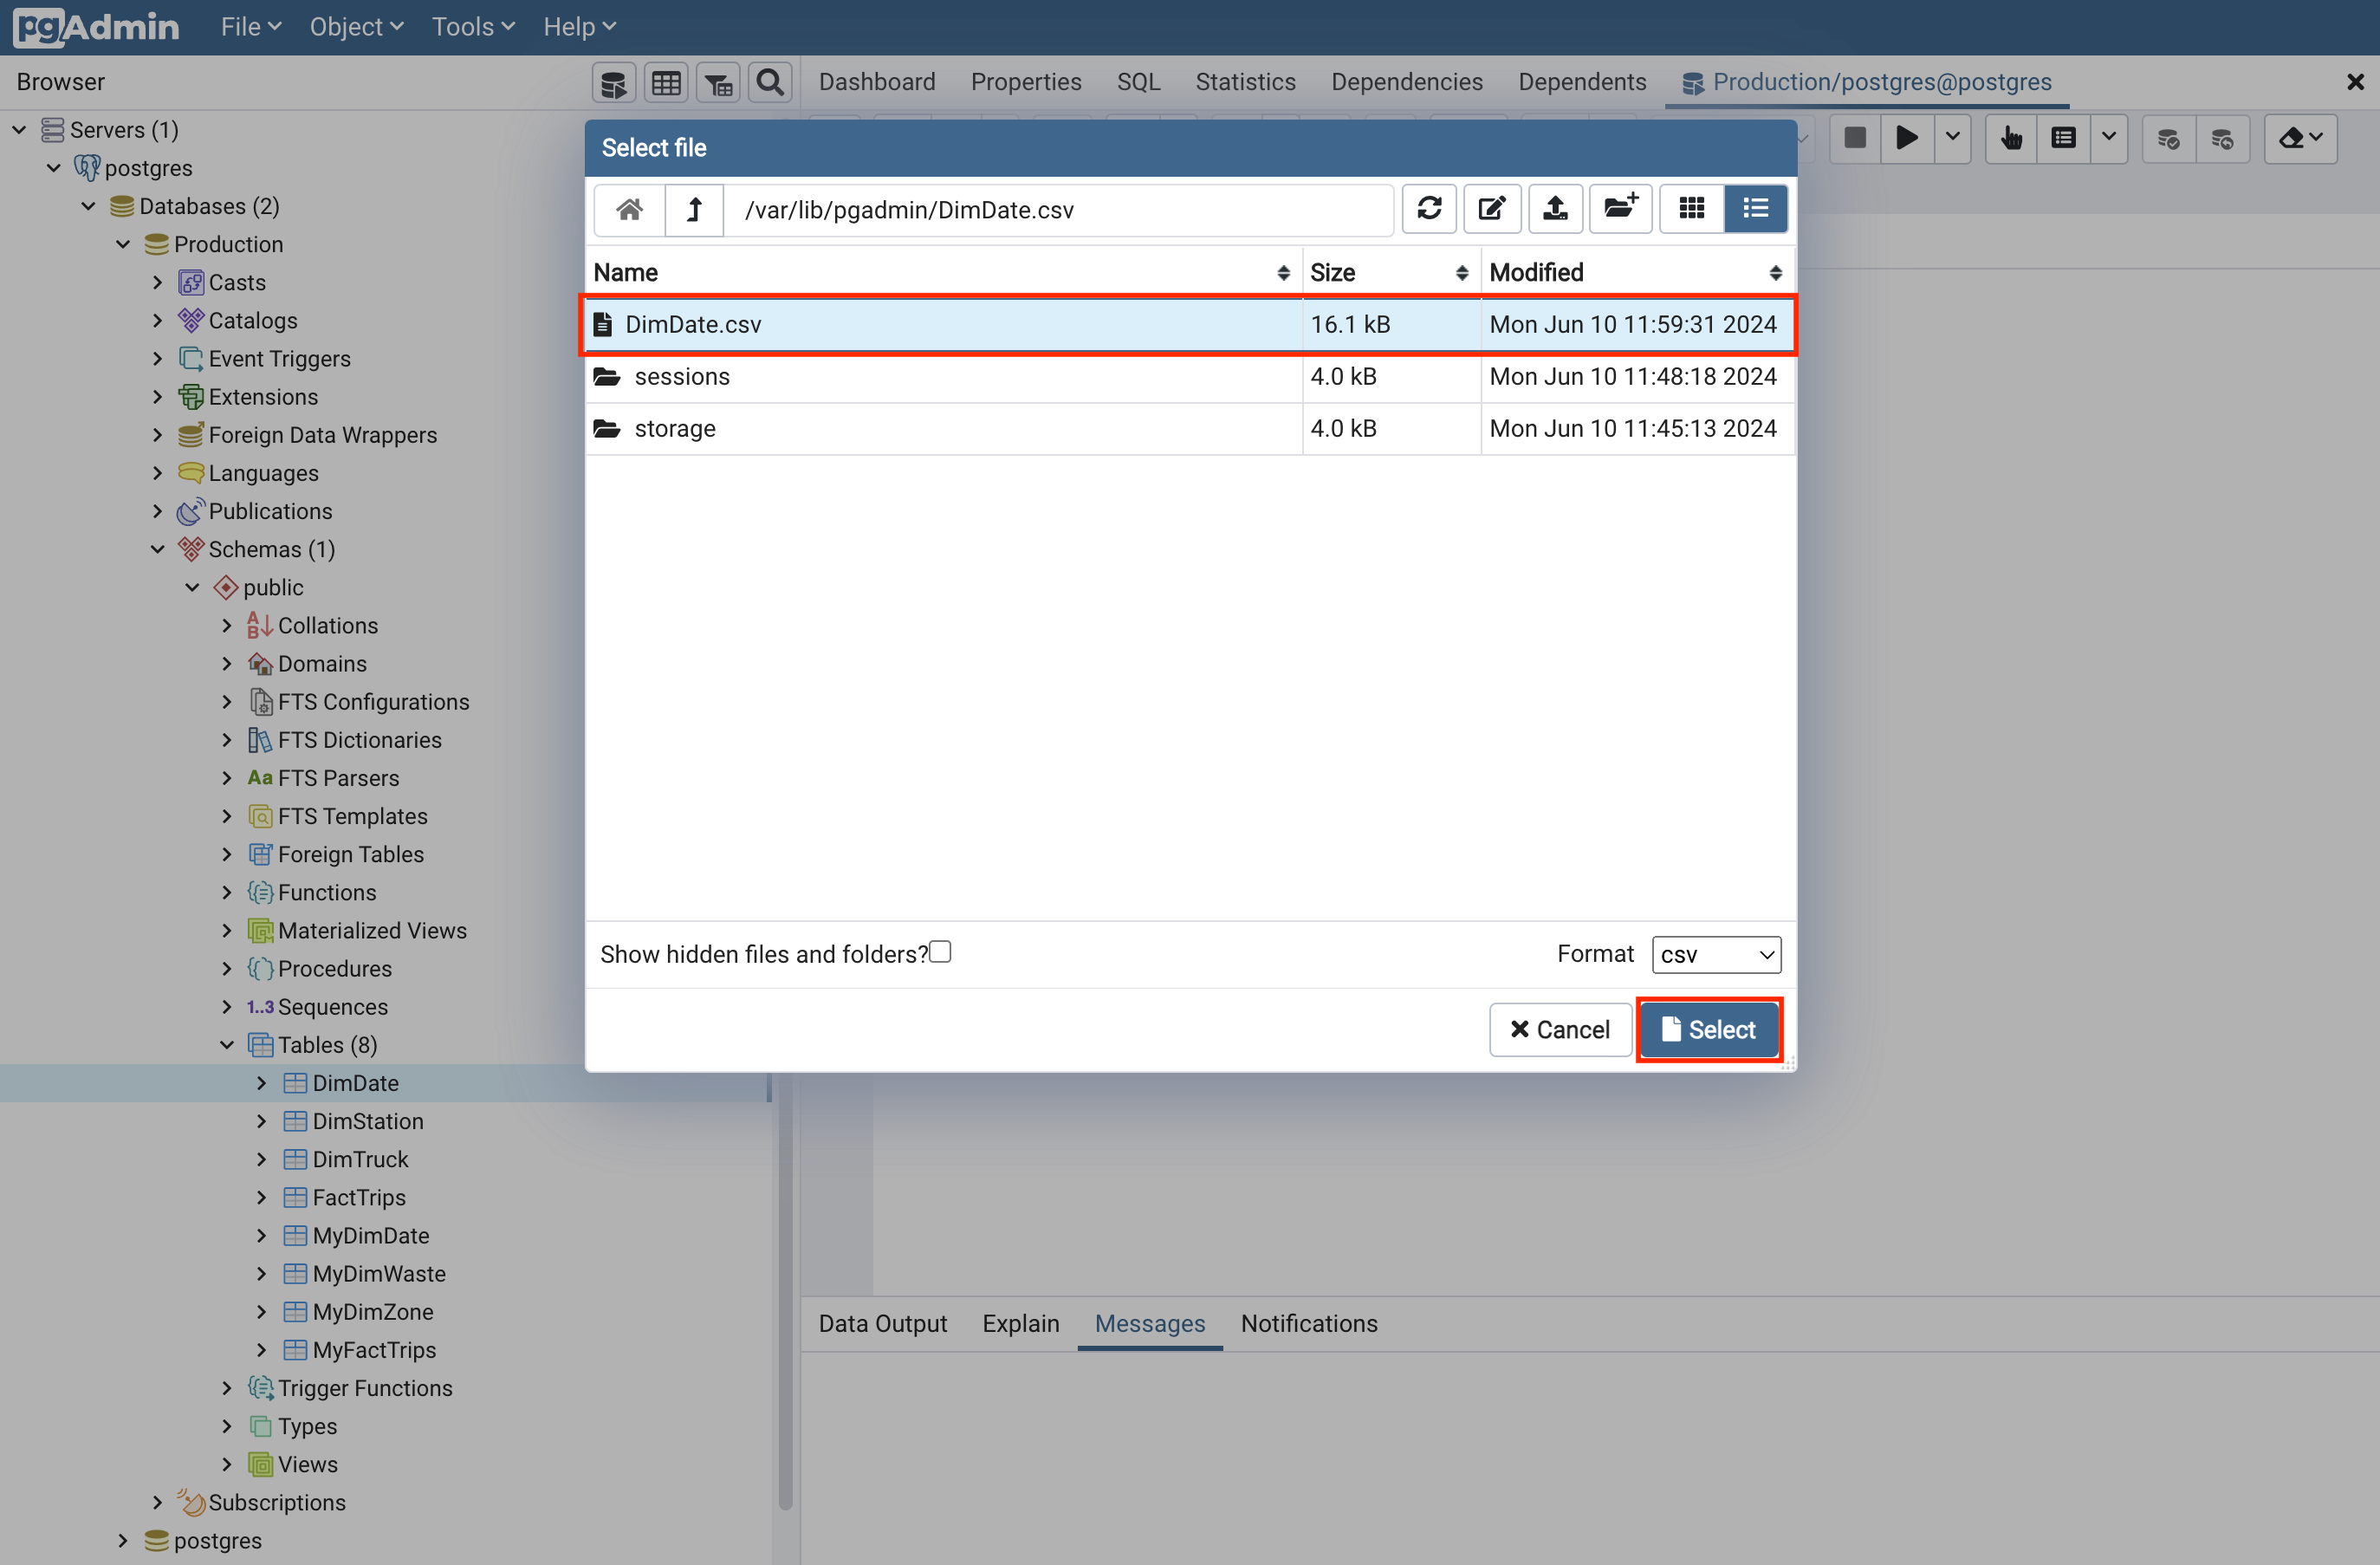 pgAdmin File Object Tools Help
Browser
Dashboard Properties SQL Statistics Dependencies Dependents Production/postgres@postgres
Servers (1)
postgres
Databases (2)
Production
Casts
Catalogs
Event Triggers
Extensions
Foreign Data Wrappers
Languages
Publications
Schemas (1)
public
Collations
Domains
FTS Configurations
FTS Dictionaries
Aa FTS Parsers
FTS Templates
Foreign Tables
Functions
Materialized Views
Procedures
1..3 Sequences
Tables (8)
DimDate
DimStation
DimTruck
FactTrips
MyDimDate
MyDimWaste
MyDimZone
MyFactTrips
Trigger Functions
Types
Views
Subscriptions
postgres
Select file
/var/lib/pgadmin/DimDate.csv
Name Size Modified
DimDate.csv 16.1 kB Mon Jun 10 11:59:31 2024
sessions 4.0 kB Mon Jun 10 11:48:18 2024
storage 4.0 kB Mon Jun 10 11:45:13 2024
Show hidden files and folders? Format csv
Cancel Select
Data Output Explain Messages Notifications